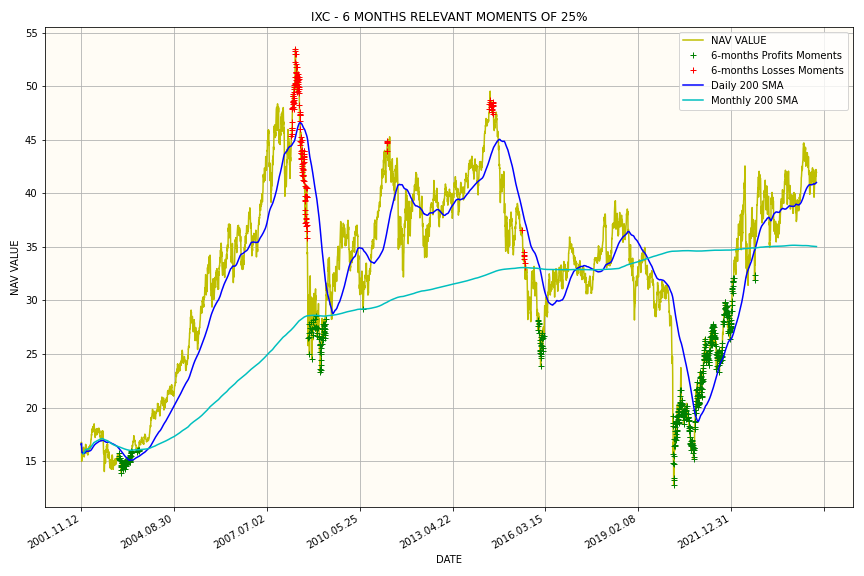 IXC - 6 MONTHS RELEVANT MOMENTS OF 25%
NAV VALUE
6-months Profits Moments
6-months Losses Moments
Daily 200 SMA
Monthly 200 SMA
55
50
45
40
35
30
25
20
15
NAV VALUE
2001.11.12
2004.08.30
2007.07.02
2010.05.25
2013.04.22
2016.03.15
2019.02.08
2021.12.31
DATE